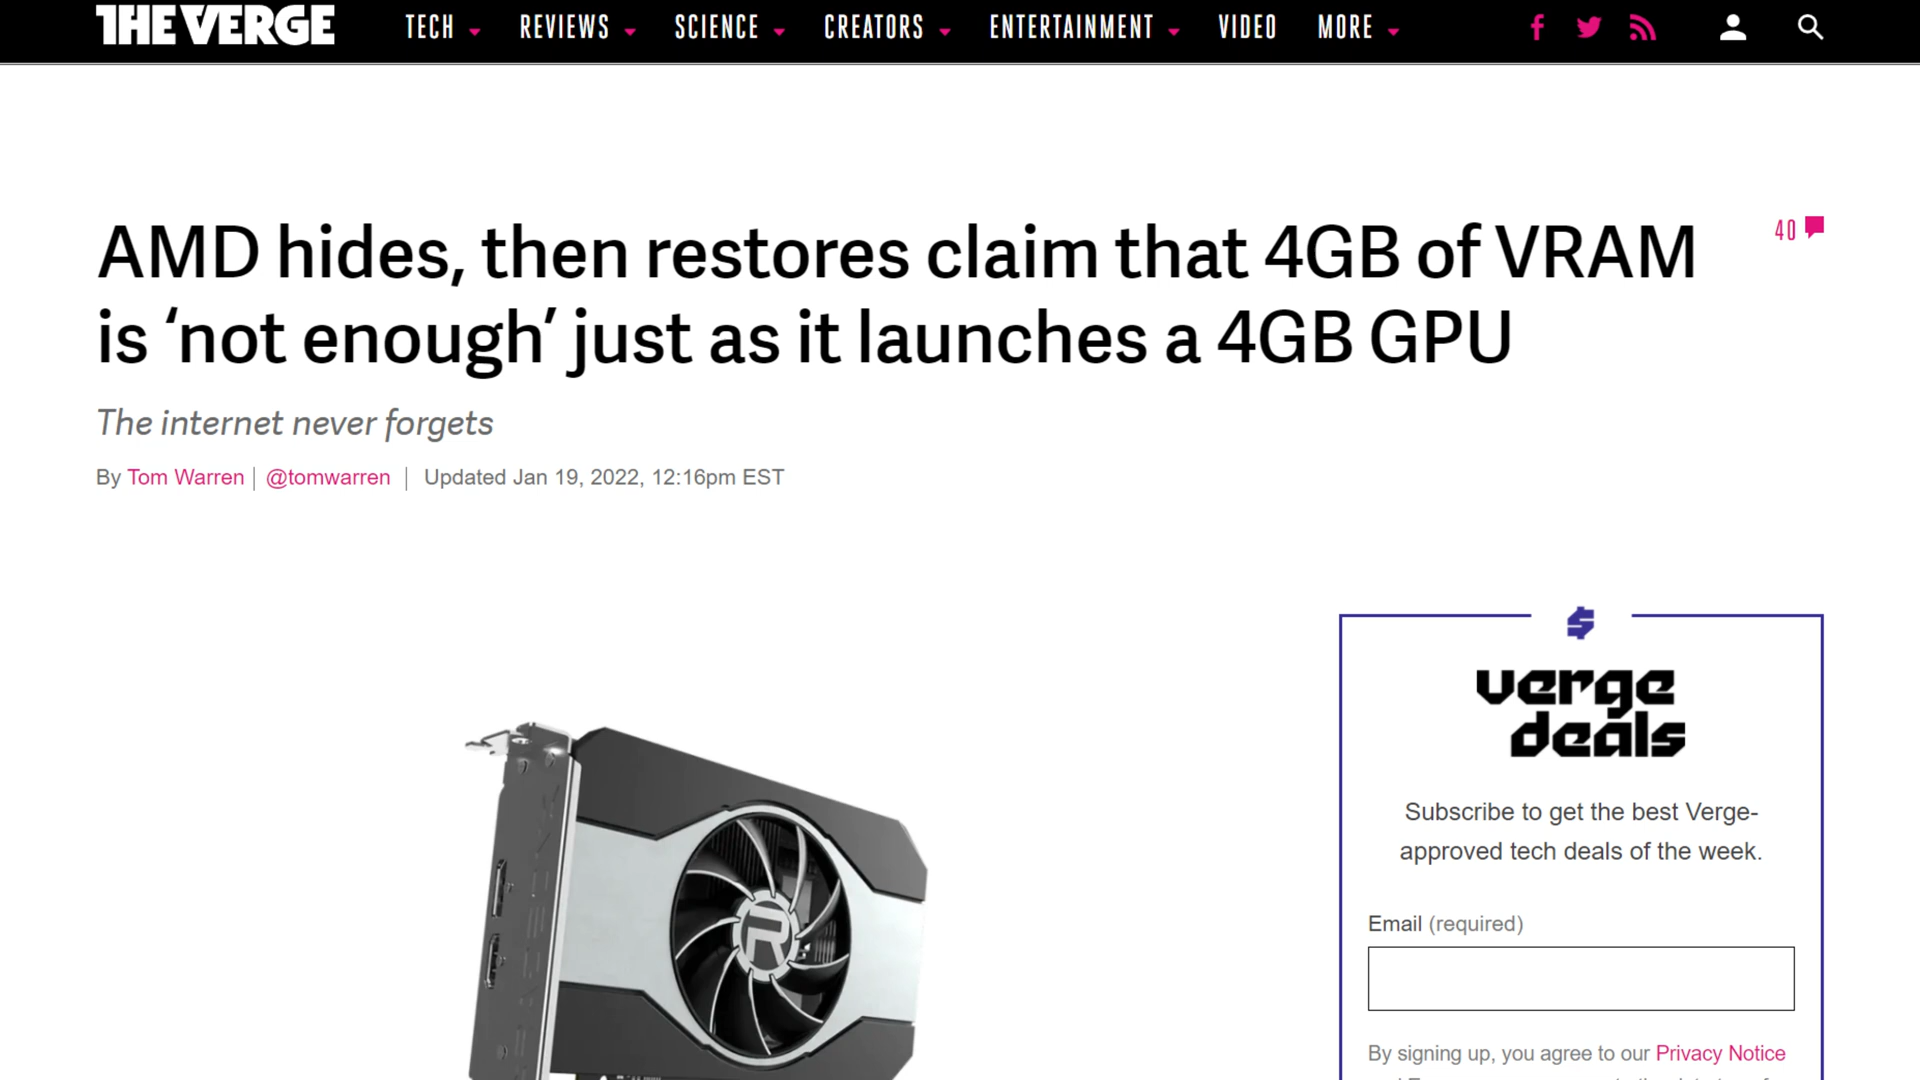 THE VERGE
TECH REVIEWS SCIENCE CREATORS ENTERTAINMENT VIDEO MORE
AMD hides, then restores claim that 4GB of VRAM
is ‘not enough’ just as it launches a 4GB GPU
40
The internet never forgets
By Tom Warren | @tomwarren | Updated Jan 19, 2022, 12:16pm EST
verge
deals
Subscribe to get the best Verge-
approved tech deals of the week.
Email (required)
By signing up, you agree to our Privacy Notice